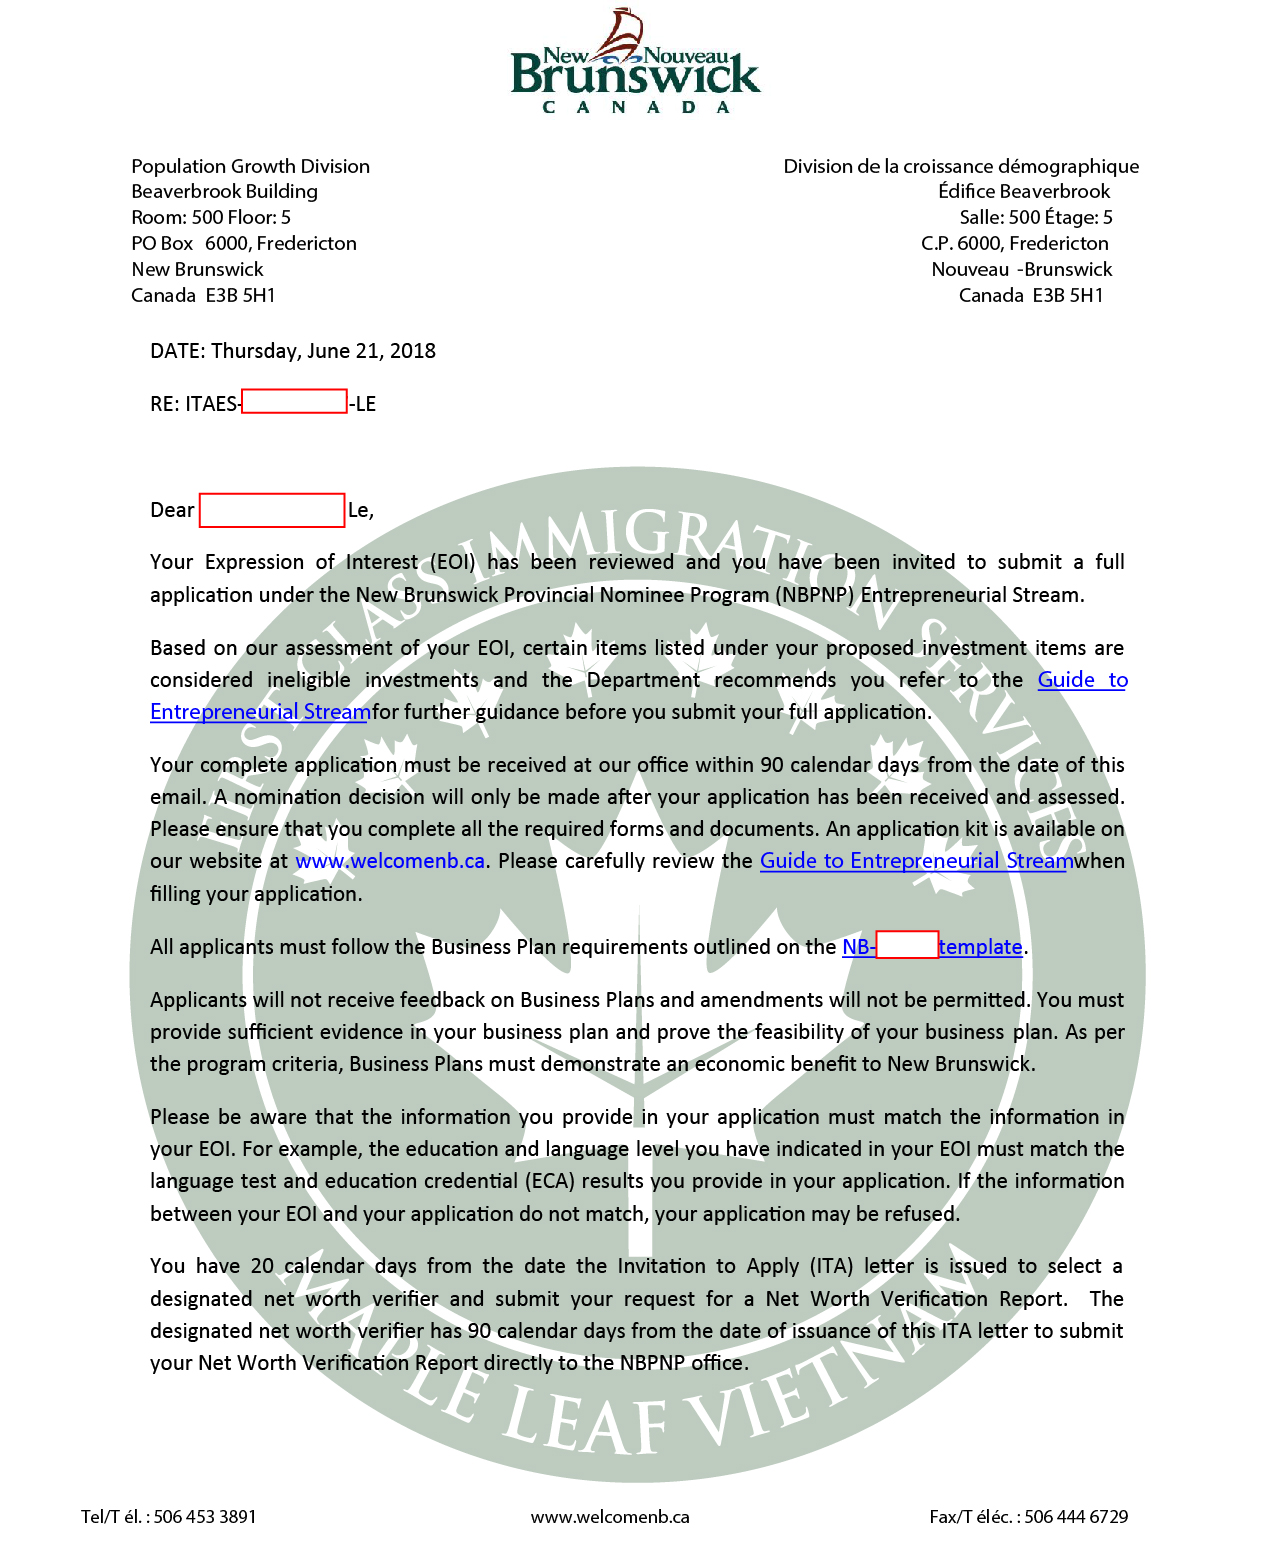 New Nouveau
Brunswick
CANADA
Population Growth Division
Beaverbrook Building
Room: 500 Floor: 5
PO Box 6000, Fredericton
New Brunswick
Canada E3B 5H1
Division de la croissance démographique
Édifice Beaverbrook
Salle: 500 Étage: 5
C.P. 6000, Fredericton
Nouveau -Brunswick
Canada E3B 5H1
DATE: Thursday, June 21, 2018
RE: ITAES- -LE
Dear Le,
Your Expression of Interest (EOI) has been reviewed and you have been invited to submit a full
application under the New Brunswick Provincial Nominee Program (NBPNP) Entrepreneurial Stream.
Based on our assessment of your EOI, certain items listed under your proposed investment items are
considered ineligible investments and the Department recommends you refer to the Guide to
Entrepreneurial Streamfor further guidance before you submit your full application.
Your complete application must be received at our office within 90 calendar days from the date of this
email. A nomination decision will only be made after your application has been received and assessed.
Please ensure that you complete all the required forms and documents. An application kit is available on
our website at www.welcomenb.ca. Please carefully review the Guide to Entrepreneurial Streamwhen
filling your application.
All applicants must follow the Business Plan requirements outlined on the NB- template.
Applicants will not receive feedback on Business Plans and amendments will not be permitted. You must
provide sufficient evidence in your business plan and prove the feasibility of your business plan. As per
the program criteria, Business Plans must demonstrate an economic benefit to New Brunswick.
Please be aware that the information you provide in your application must match the information in
your EOI. For example, the education and language level you have indicated in your EOI must match the
language test and education credential (ECA) results you provide in your application. If the information
between your EOI and your application do not match, your application may be refused.
You have 20 calendar days from the date the Invitation to Apply (ITA) letter is issued to select a
designated net worth verifier and submit your request for a Net Worth Verification Report. The
designated net worth verifier has 90 calendar days from the date of issuance of this ITA letter to submit
your Net Worth Verification Report directly to the NBPNP office.
FIRST CLASS IMMIGRATION SERVICES
MAPLE LEAF VIETNAM
Tel/T él. : 506 453 3891
www.welcomenb.ca
Fax/T éléc. : 506 444 6729